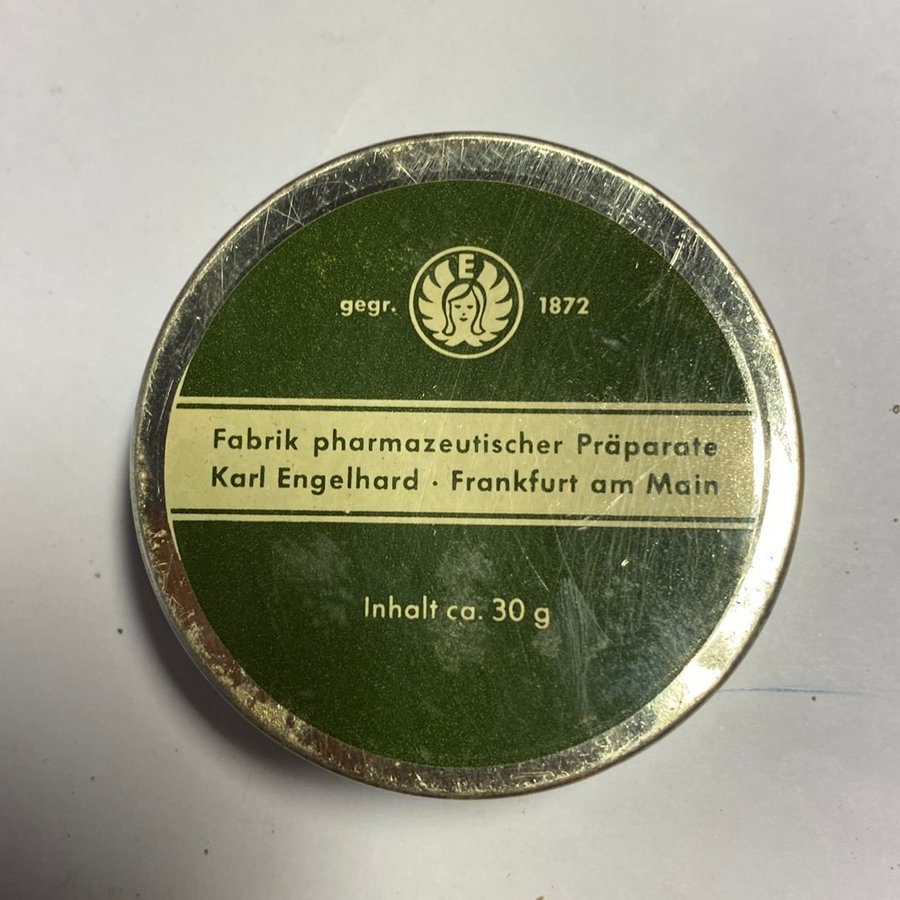 E
gegr. 1872
Fabrik pharmazeutischer Präparate
Karl Engelhard · Frankfurt am Main
Inhalt ca. 30 g